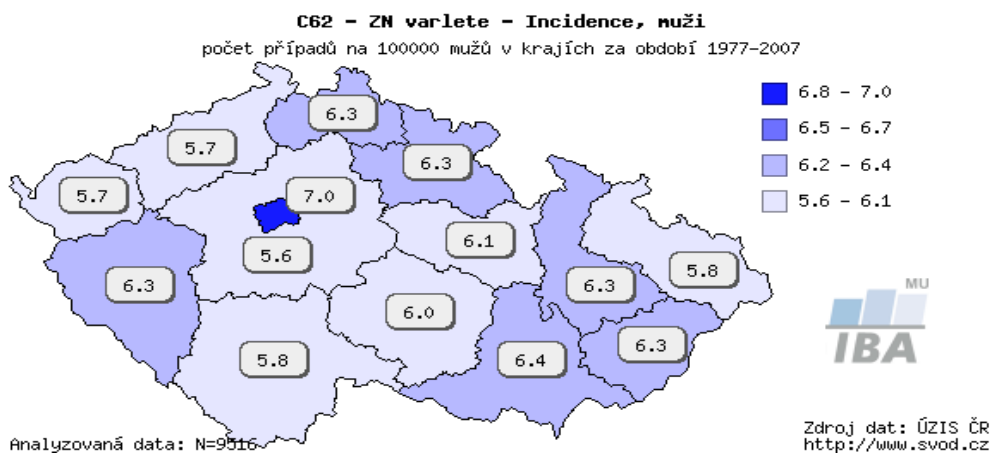 C62 - ZN varlete - Incidence, muži
počet případů na 100000 mužů v krajích za období 1977-2007
6.8 - 7.0
6.5 - 6.7
6.2 - 6.4
5.6 - 6.1
6.3
5.7
6.3
5.7
7.0
6.1
5.6
5.8
6.3
6.3
6.0
6.3
5.8
6.4
MU
IBA
Analyzovaná data: N=9516
Zdroj dat: ÚZIS ČR
http://www.svod.cz